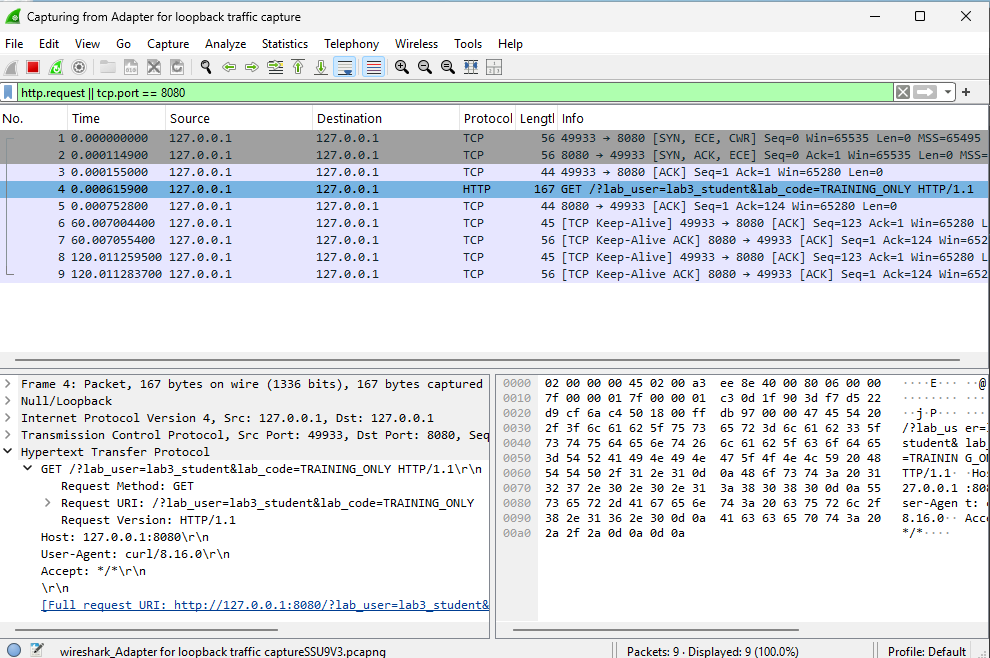 Capturing from Adapter for loopback traffic capture
File Edit View Go Capture Analyze Statistics Telephony Wireless Tools Help
http.request || tcp.port == 8080
No. Time Source Destination Protocol Length Info
1 0.000000000 127.0.0.1 127.0.0.1 TCP 56 49933 → 8080 [SYN, ECE, CWR] Seq=0 Win=65535 Len=0 MSS=65495
2 0.000114900 127.0.0.1 127.0.0.1 TCP 56 8080 → 49933 [SYN, ACK, ECE] Seq=0 Ack=1 Win=65535 Len=0 MSS=
3 0.000155000 127.0.0.1 127.0.0.1 TCP 44 49933 → 8080 [ACK] Seq=1 Ack=1 Win=65280 Len=0
4 0.000615900 127.0.0.1 127.0.0.1 HTTP 167 GET /?lab_user=lab3_student&lab_code=TRAINING_ONLY HTTP/1.1
5 0.000752800 127.0.0.1 127.0.0.1 TCP 44 8080 → 49933 [ACK] Seq=1 Ack=124 Win=65280 Len=0
6 60.007004400 127.0.0.1 127.0.0.1 TCP 45 [TCP Keep-Alive] 49933 → 8080 [ACK] Seq=123 Ack=1 Win=65280 L
7 60.007055400 127.0.0.1 127.0.0.1 TCP 56 [TCP Keep-Alive ACK] 8080 → 49933 [ACK] Seq=1 Ack=124 Win=652
8 120.011259500 127.0.0.1 127.0.0.1 TCP 45 [TCP Keep-Alive] 49933 → 8080 [ACK] Seq=123 Ack=1 Win=65280 L
9 120.011283700 127.0.0.1 127.0.0.1 TCP 56 [TCP Keep-Alive ACK] 8080 → 49933 [ACK] Seq=1 Ack=124 Win=652
Frame 4: Packet, 167 bytes on wire (1336 bits), 167 bytes captured
Null/Loopback
Internet Protocol Version 4, Src: 127.0.0.1, Dst: 127.0.0.1
Transmission Control Protocol, Src Port: 49933, Dst Port: 8080, Seq
Hypertext Transfer Protocol
GET /?lab_user=lab3_student&lab_code=TRAINING_ONLY HTTP/1.1\r\n
Request Method: GET
Request URI: /?lab_user=lab3_student&lab_code=TRAINING_ONLY
Request Version: HTTP/1.1
Host: 127.0.0.1:8080\r\n
User-Agent: curl/8.16.0\r\n
Accept: */*\r\n
\r\n
[Full request URI: http://127.0.0.1:8080/?lab_user=lab3_student&
0000 02 00 00 00 45 02 00 a3 ee 8e 40 00 80 06 00 00 ····E··· ··@
0010 7f 00 00 01 7f 00 00 01 c3 0d 1f 90 3d f7 d5 22 ········ ····
0020 d9 cf 6a c4 50 18 00 ff db 97 00 00 47 45 54 20 ··j·P··· ····
0030 2f 3f 6c 61 62 5f 75 73 65 72 3d 6c 61 62 33 5f /?lab_us er=l
0040 73 74 75 64 65 6e 74 26 6c 61 62 5f 63 6f 64 65 student& lab_
0050 3d 54 52 41 49 4e 49 4e 47 5f 4f 4e 4c 59 20 48 =TRAININ G_ON
0060 54 54 50 2f 31 2e 31 0d 0a 48 6f 73 74 3a 20 31 TTP/1.1· ·Hos
0070 32 37 2e 30 2e 30 2e 31 3a 38 30 38 30 0d 0a 55 27.0.0.1 :808
0080 73 65 72 2d 41 67 65 6e 74 3a 20 63 75 72 6c 2f ser-Agen t: c
0090 38 2e 31 36 2e 30 0d 0a 41 63 63 65 70 74 3a 20 8.16.0·· Acce
00a0 2a 2f 2a 0d 0a 0d 0a */*····
wireshark_Adapter for loopback traffic captureSSU9V3.pcapng Packets: 9 · Displayed: 9 (100.0%) Profile: Default